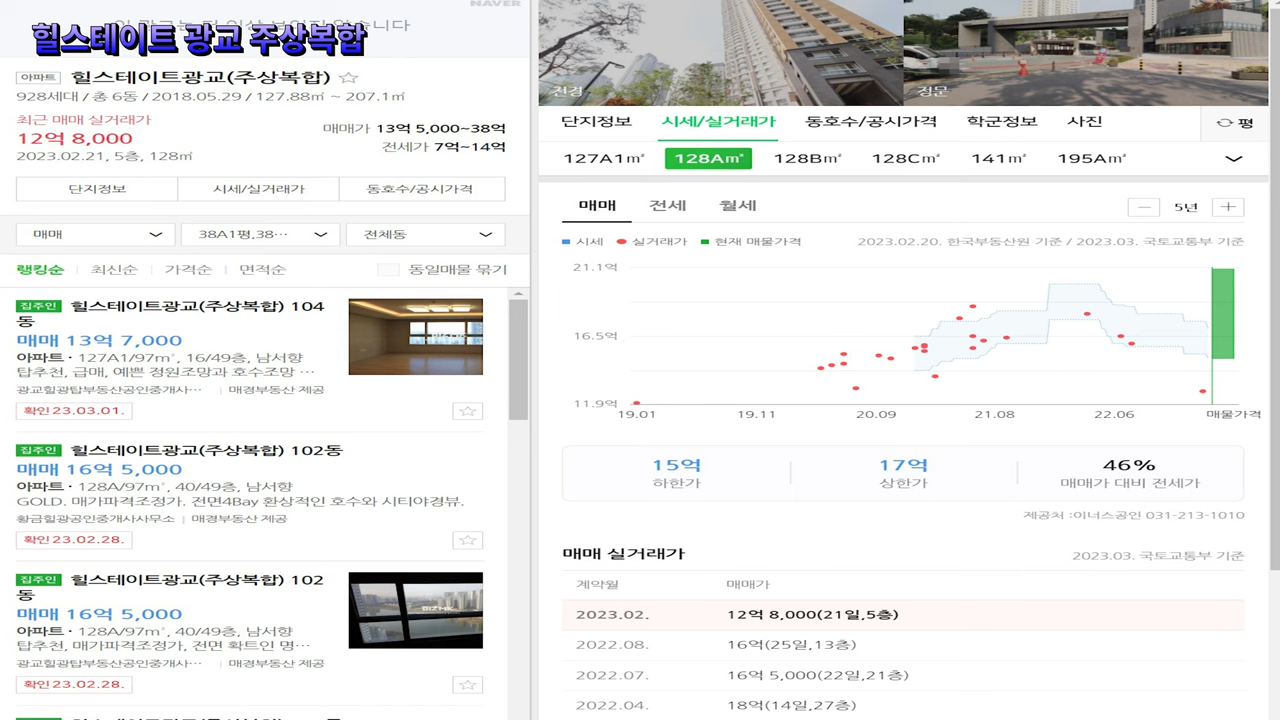 NAVER
힐스테이트 광교 주상복합
아파트 힐스테이트광교(주상복합)
928세대 / 총 6동 / 2018.05.29 / 127.88㎡ ~ 207.1㎡
최근 매매 실거래가
12억 8,000
2023.02.21, 5층, 128㎡
매매가 13억 5,000~38억
전세가 7억~14억
단지정보 시세/실거래가 동호수/공시가격
매매 38A1평,38··· 전체동
랭킹순 최신순 가격순 면적순 동일매물 묶기
집주인 힐스테이트광교(주상복합) 104
동
매매 13억 7,000
아파트 · 127A1/97㎡, 16/49층, 남서향
탑추천, 급매, 예쁜 정원조망과 호수조망 ···
광교힐광탑부동산공인중개사··· 매경부동산 제공
확인 23.03.01.
집주인 힐스테이트광교(주상복합) 102동
매매 16억 5,000
아파트 · 128A/97㎡, 40/49층, 남서향
GOLD. 매가파격조정가. 전면4Bay 환상적인 호수와 시티야경뷰.
황금힐광공인중개사사무소 매경부동산 제공
확인 23.02.28.
집주인 힐스테이트광교(주상복합) 102
동
매매 16억 5,000
아파트 · 128A/97㎡, 40/49층, 남서향
탑추천, 매가파격조정가, 전면 확트인 명···
광교힐광탑부동산공인중개사··· 매경부동산 제공
확인 23.02.28.
전경
정문
단지정보 시세/실거래가 동호수/공시가격 학군정보 사진 평
127A1㎡ 128A㎡ 128B㎡ 128C㎡ 141㎡ 195A㎡
매매 전세 월세 5년
시세 실거래가 현재 매물가격 2023.02.20. 한국부동산원 기준 / 2023.03. 국토교통부 기준
21.1억
16.5억
11.9억
19.01 19.11 20.09 21.08 22.06 매물가격
15억 17억 46%
하한가 상한가 매매가 대비 전세가
제공처 :이너스공인 031-213-1010
매매 실거래가 2023.03. 국토교통부 기준
계약월 매매가
2023.02. 12억 8,000(21일,5층)
2022.08. 16억(25일,13층)
2022.07. 16억 5,000(22일,21층)
2022.04. 18억(14일,27층)